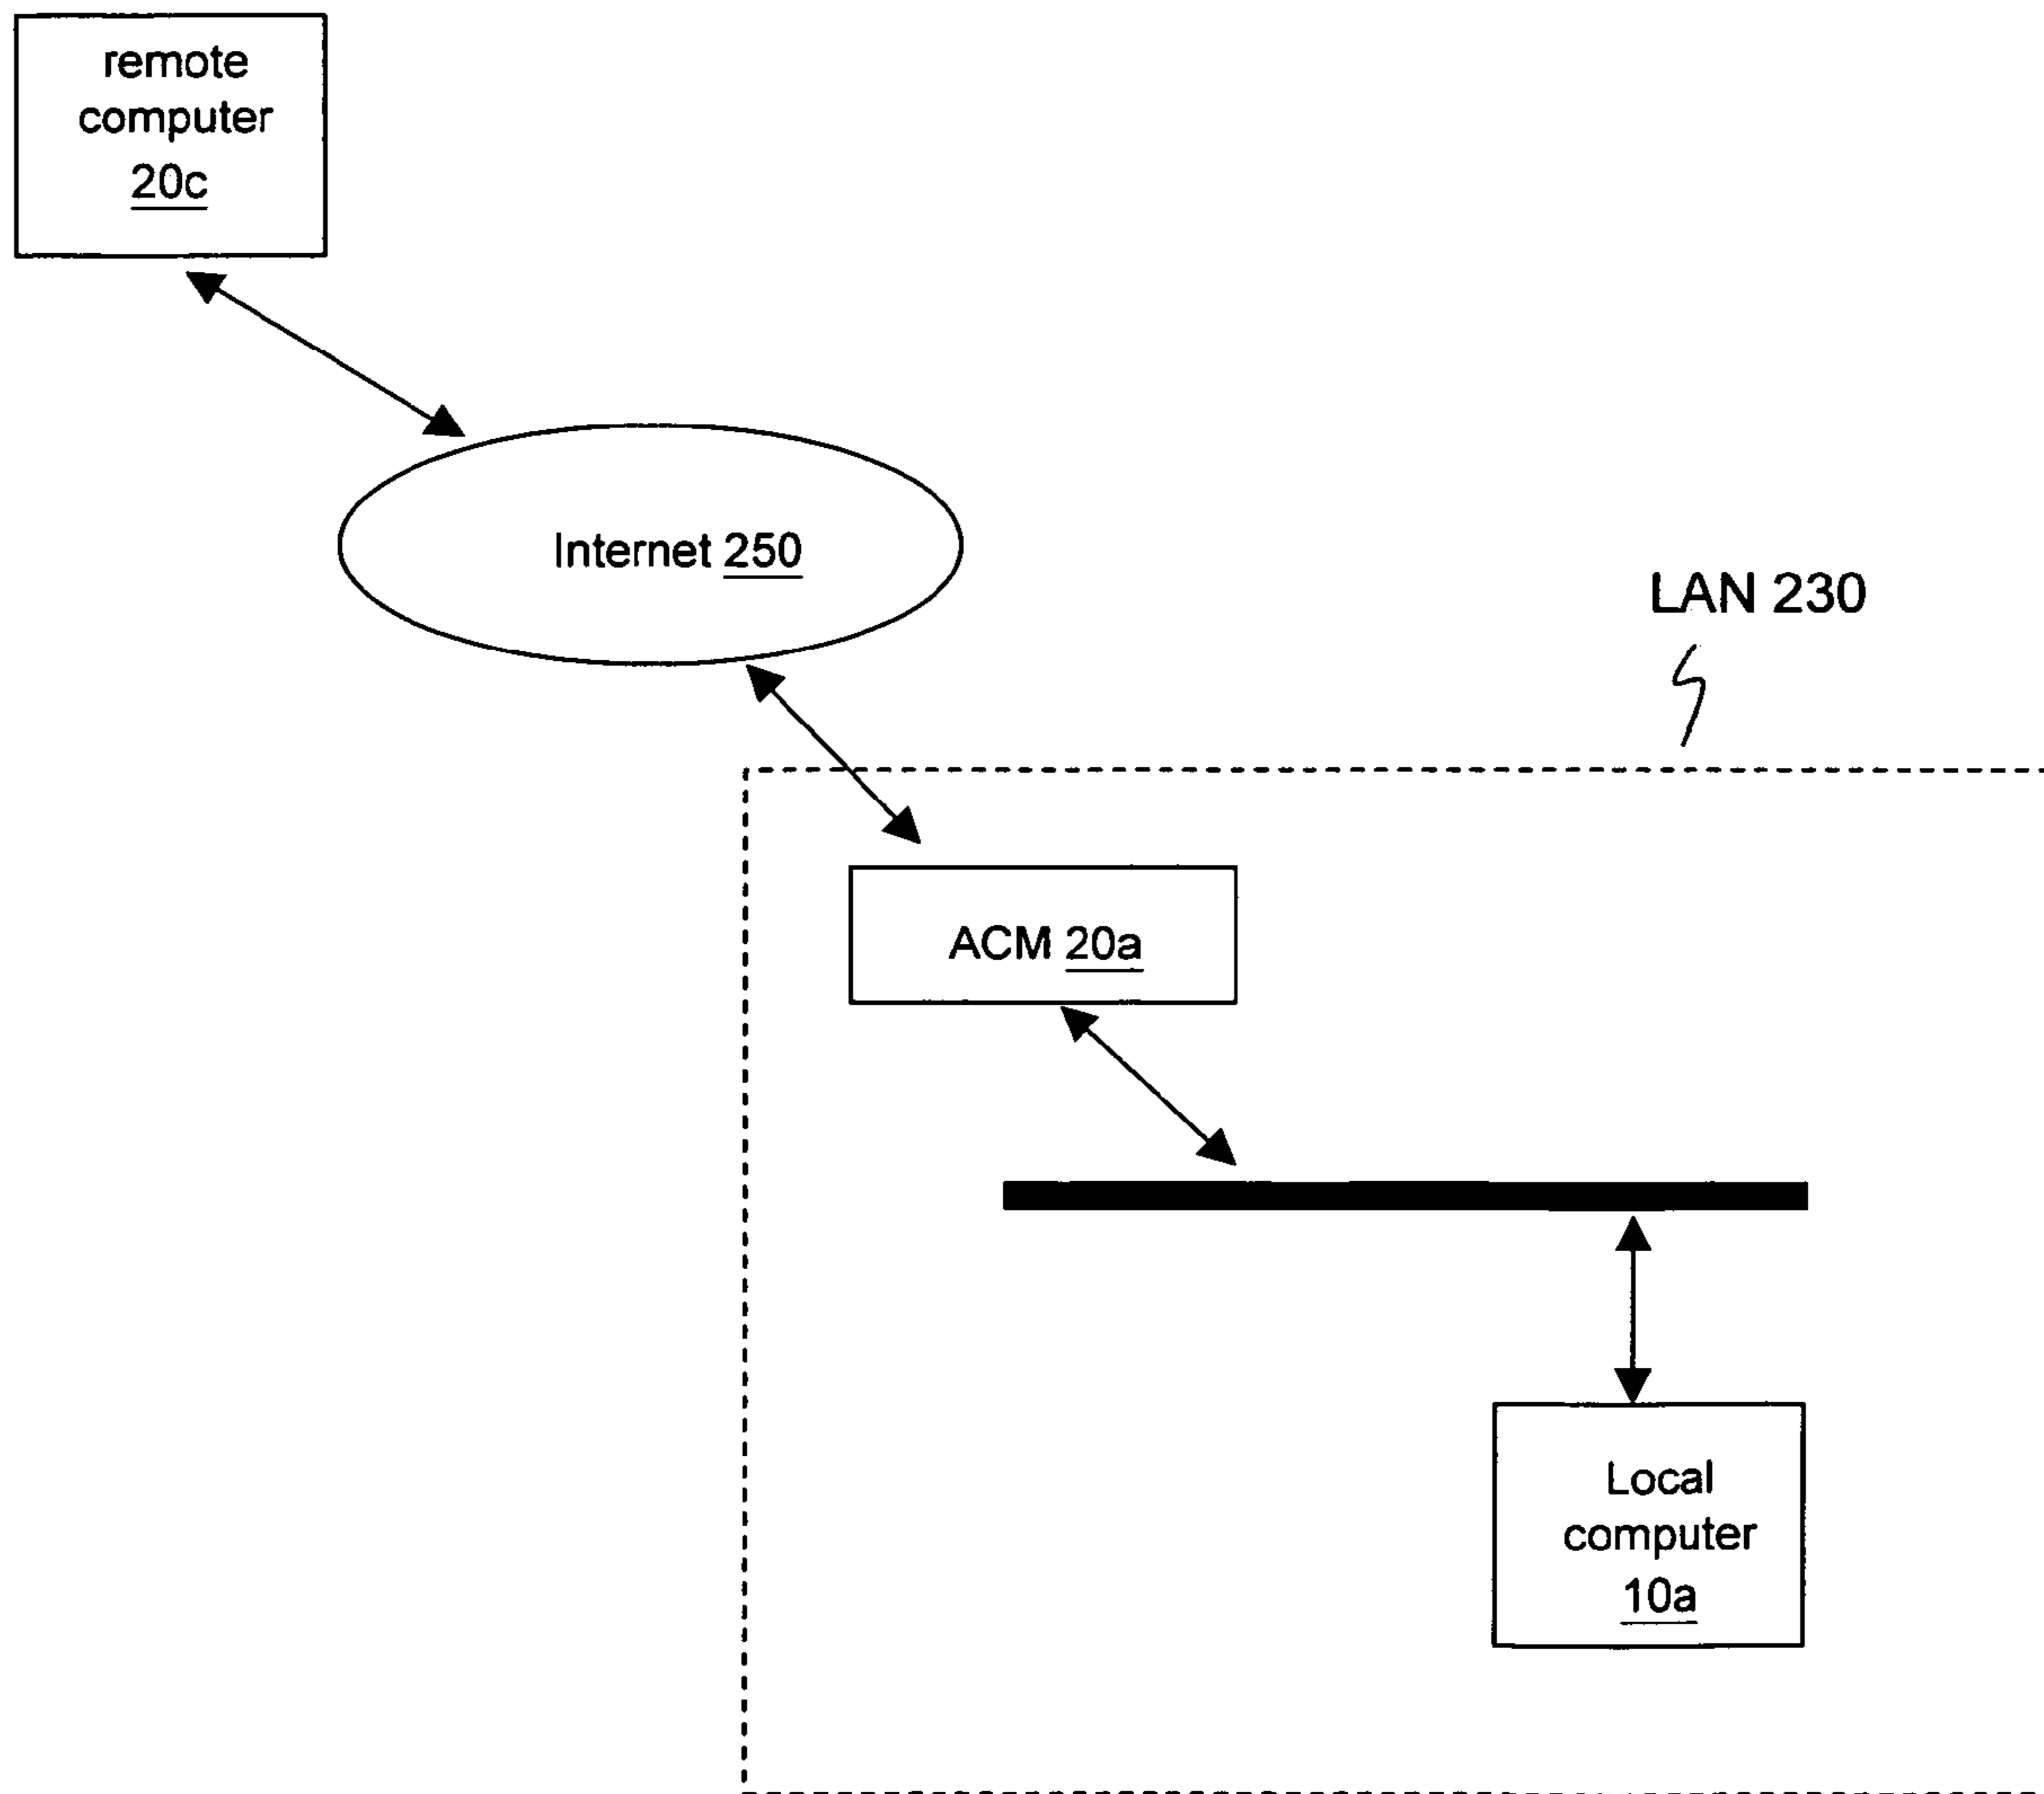 remote
computer
20c
Internet 250
LAN 230
ACM 20a
Local
computer
10a